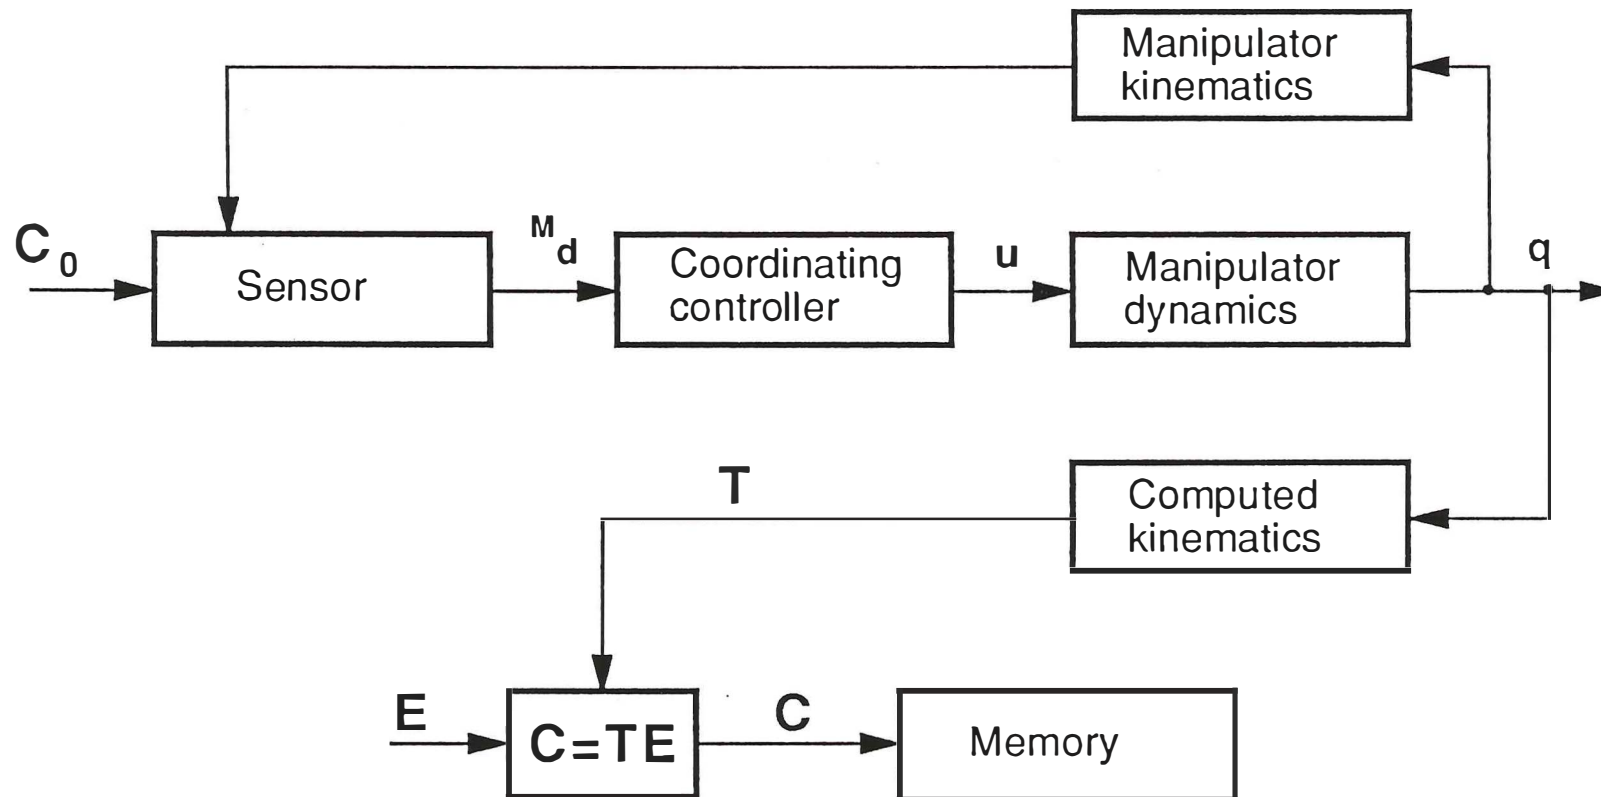 Manipulator
kinematics
C₀
Sensor
ᴹd
Coordinating
controller
u
Manipulator
dynamics
q
T
Computed
kinematics
E
C=TE
C
Memory